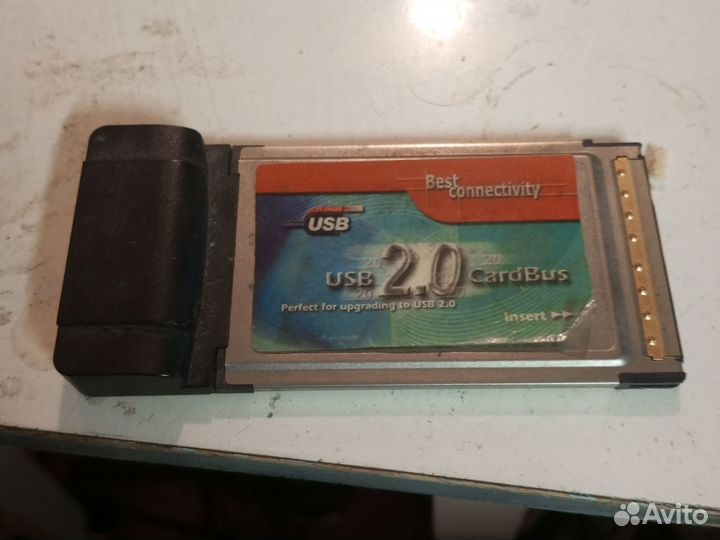 Best
connectivity
USB
USB 2.0 CardBus
Perfect for upgrading to USB 2.0
Insert
Avito